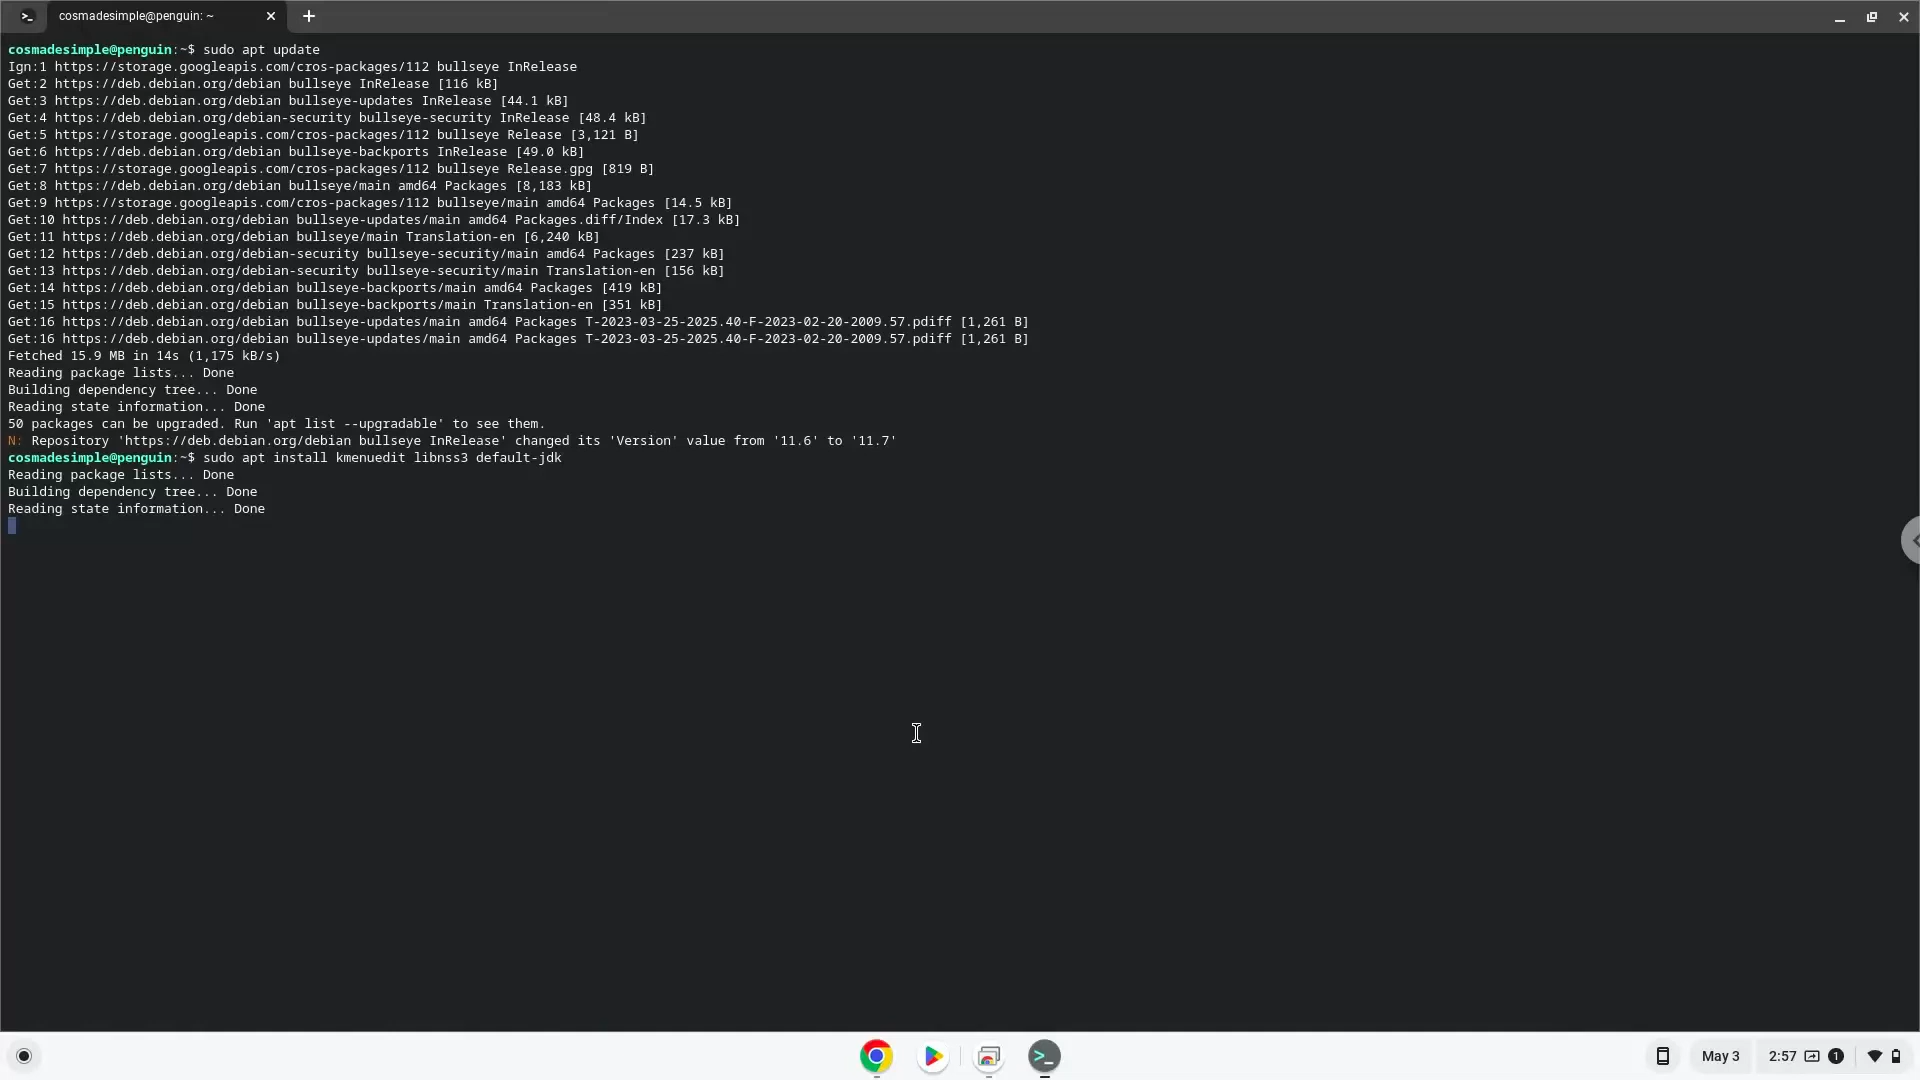 cosmadesimple@penguin: ~
cosmadesimple@penguin:~$ sudo apt update
Ign:1 https://storage.googleapis.com/cros-packages/112 bullseye InRelease
Get:2 https://deb.debian.org/debian bullseye InRelease [116 kB]
Get:3 https://deb.debian.org/debian bullseye-updates InRelease [44.1 kB]
Get:4 https://deb.debian.org/debian-security bullseye-security InRelease [48.4 kB]
Get:5 https://storage.googleapis.com/cros-packages/112 bullseye Release [3,121 B]
Get:6 https://deb.debian.org/debian bullseye-backports InRelease [49.0 kB]
Get:7 https://storage.googleapis.com/cros-packages/112 bullseye Release.gpg [819 B]
Get:8 https://deb.debian.org/debian bullseye/main amd64 Packages [8,183 kB]
Get:9 https://storage.googleapis.com/cros-packages/112 bullseye/main amd64 Packages [14.5 kB]
Get:10 https://deb.debian.org/debian bullseye-updates/main amd64 Packages.diff/Index [17.3 kB]
Get:11 https://deb.debian.org/debian bullseye/main Translation-en [6,240 kB]
Get:12 https://deb.debian.org/debian-security bullseye-security/main amd64 Packages [237 kB]
Get:13 https://deb.debian.org/debian-security bullseye-security/main Translation-en [156 kB]
Get:14 https://deb.debian.org/debian bullseye-backports/main amd64 Packages [419 kB]
Get:15 https://deb.debian.org/debian bullseye-backports/main Translation-en [351 kB]
Get:16 https://deb.debian.org/debian bullseye-updates/main amd64 Packages T-2023-03-25-2025.40-F-2023-02-20-2009.57.pdiff [1,261 B]
Get:16 https://deb.debian.org/debian bullseye-updates/main amd64 Packages T-2023-03-25-2025.40-F-2023-02-20-2009.57.pdiff [1,261 B]
Fetched 15.9 MB in 14s (1,175 kB/s)
Reading package lists... Done
Building dependency tree... Done
Reading state information... Done
50 packages can be upgraded. Run 'apt list --upgradable' to see them.
N: Repository 'https://deb.debian.org/debian bullseye InRelease' changed its 'Version' value from '11.6' to '11.7'
cosmadesimple@penguin:~$ sudo apt install kmenuedit libnss3 default-jdk
Reading package lists... Done
Building dependency tree... Done
Reading state information... Done
May 3
2:57
1